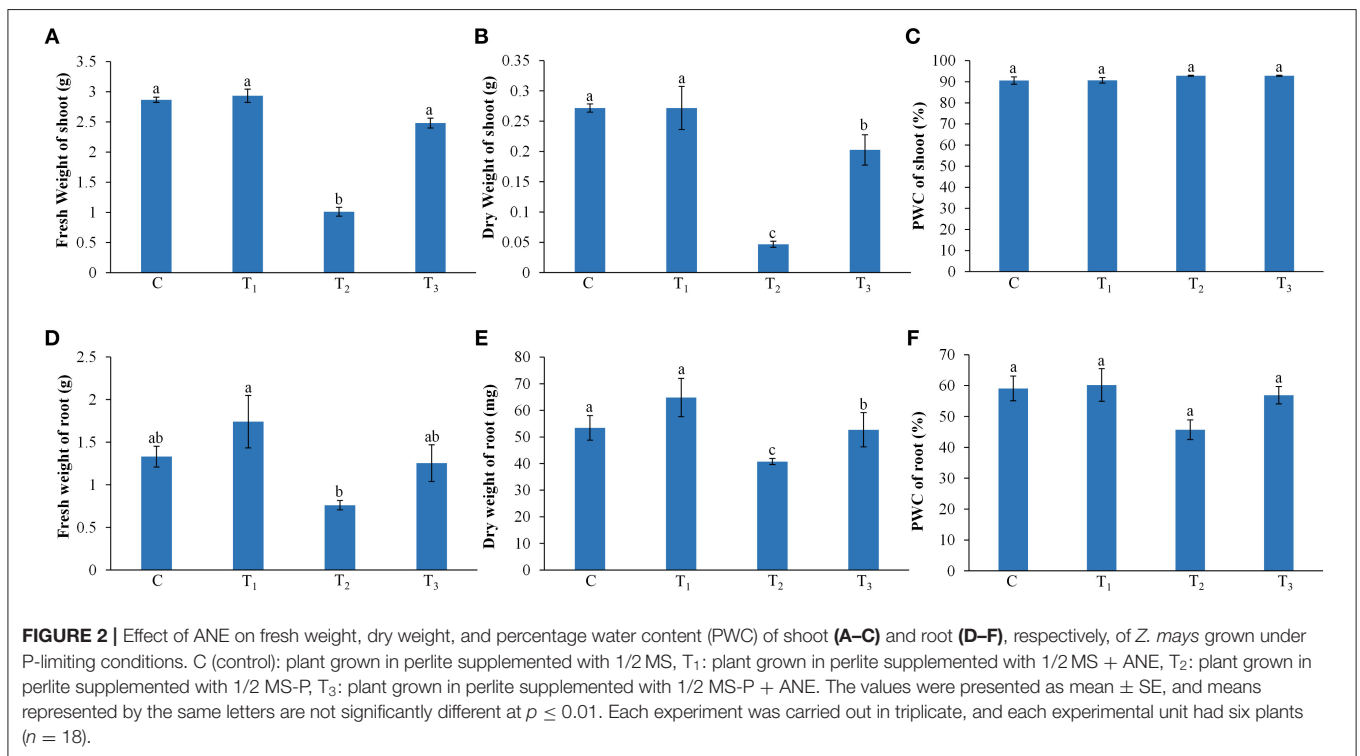 A
Fresh Weight of shoot (g)
3.5
3
2.5
2
1.5
1
0.5
0
a
a
b
a
C
T₁
T₂
T₃
B
Dry Weight of shoot (g)
0.35
0.3
0.25
0.2
0.15
0.1
0.05
0
a
a
c
b
C
T₁
T₂
T₃
C
PWC of shoot (%)
100
90
80
70
60
50
40
30
20
10
0
a
a
a
a
C
T₁
T₂
T₃
D
Fresh weight of root (g)
2.5
2
1.5
1
0.5
0
ab
a
b
ab
C
T₁
T₂
T₃
E
Dry weight of root (mg)
80
70
60
50
40
30
20
10
0
a
a
c
b
C
T₁
T₂
T₃
F
PWC of root (%)
70
60
50
40
30
20
10
0
a
a
a
a
C
T₁
T₂
T₃
FIGURE 2 | Effect of ANE on fresh weight, dry weight, and percentage water content (PWC) of shoot (A–C) and root (D–F), respectively, of Z. mays grown under
P-limiting conditions. C (control): plant grown in perlite supplemented with 1/2 MS, T₁: plant grown in perlite supplemented with 1/2 MS + ANE, T₂: plant grown in
perlite supplemented with 1/2 MS-P, T₃: plant grown in perlite supplemented with 1/2 MS-P + ANE. The values were presented as mean ± SE, and means
represented by the same letters are not significantly different at p ≤ 0.01. Each experiment was carried out in triplicate, and each experimental unit had six plants
(n = 18).